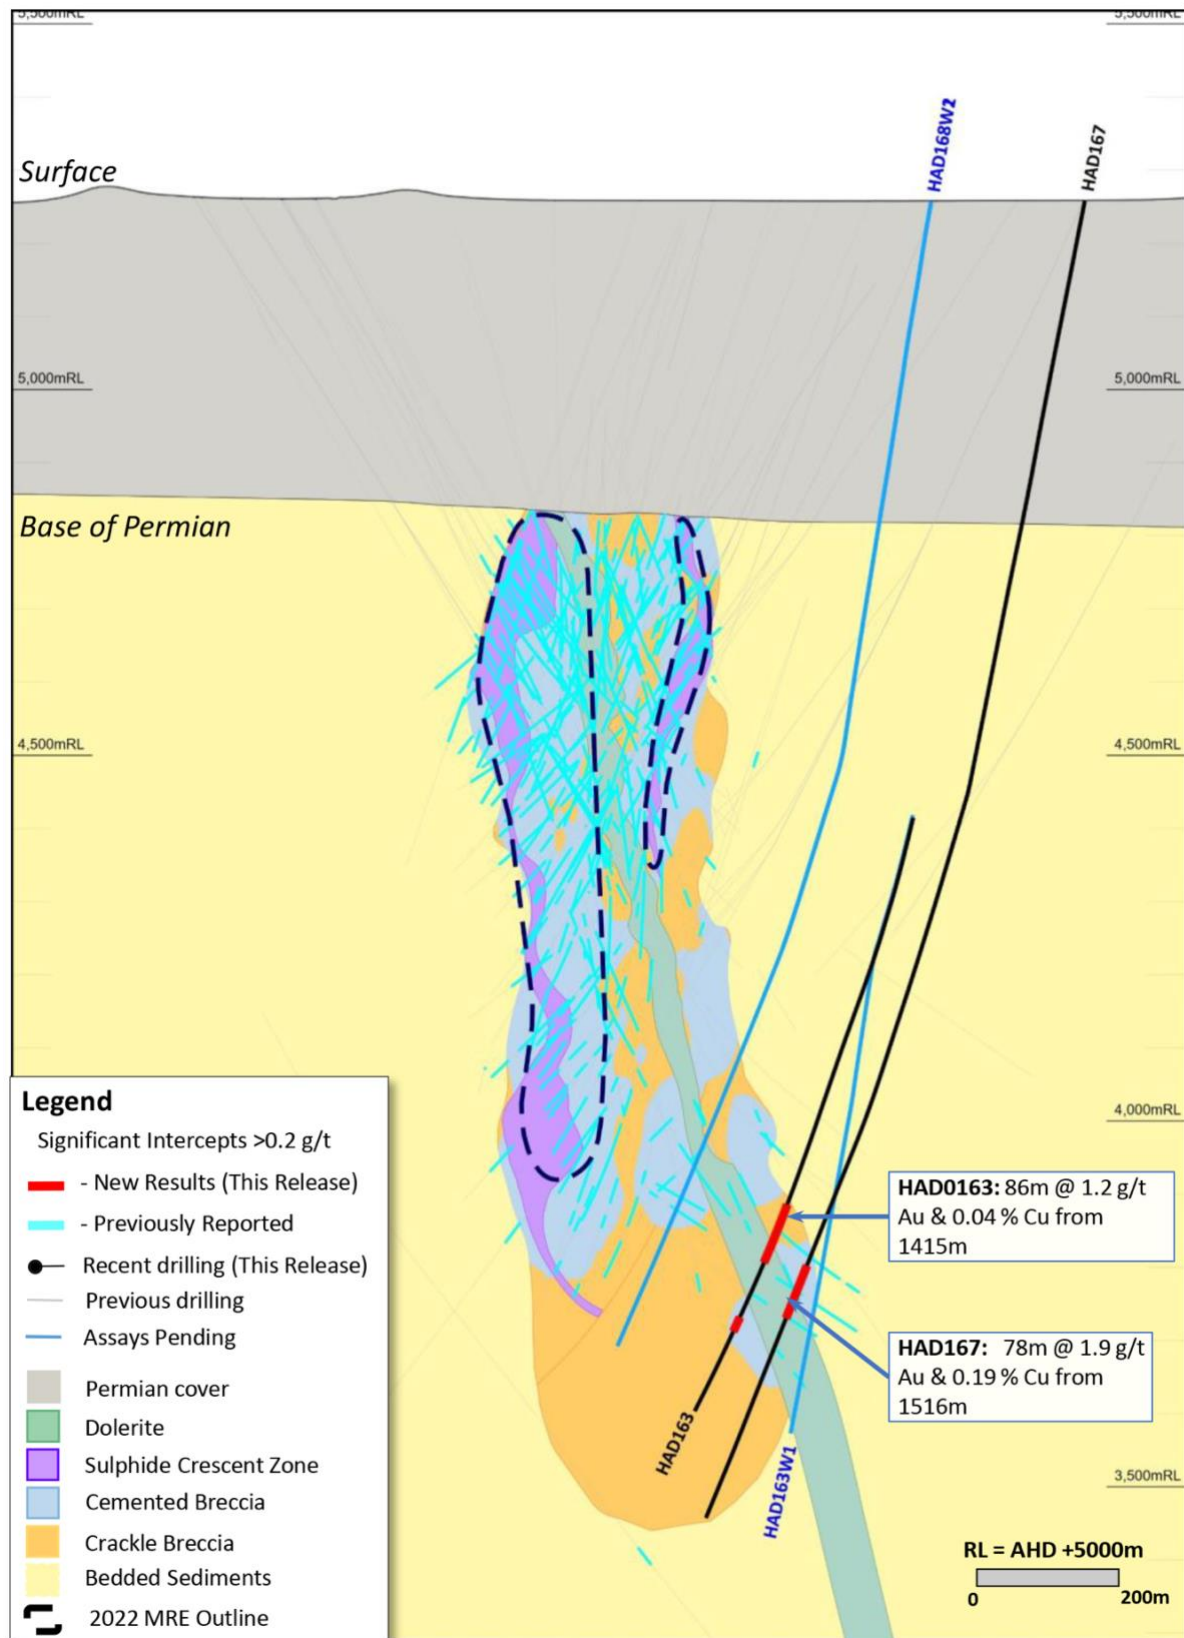 5,500mRL
5,500mRL
HAD168W2
HAD167
Surface
5,000mRL
5,000mRL
Base of Permian
4,500mRL
4,500mRL
Legend
Significant Intercepts >0.2 g/t
- New Results (This Release)
- Previously Reported
Recent drilling (This Release)
Previous drilling
Assays Pending
Permian cover
Dolerite
Sulphide Crescent Zone
Cemented Breccia
Crackle Breccia
Bedded Sediments
2022 MRE Outline
4,000mRL
HAD0163: 86m @ 1.2 g/t
Au & 0.04 % Cu from
1415m
HAD167: 78m @ 1.9 g/t
Au & 0.19 % Cu from
1516m
HAD163
HAD163W1
3,500mRL
RL = AHD +5000m
0 200m